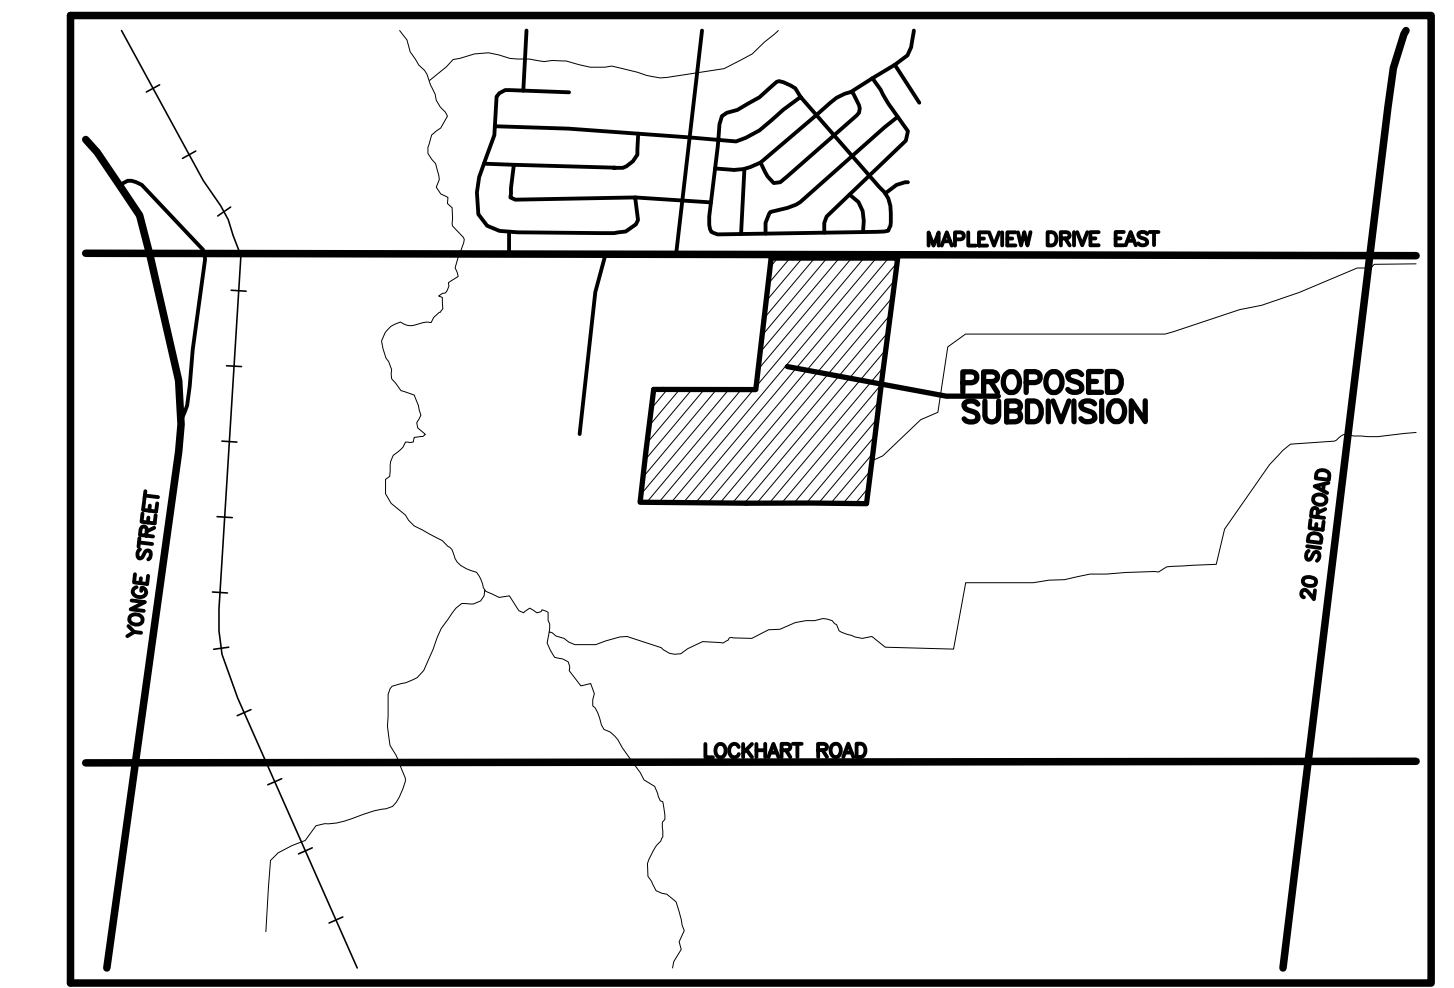 MAPLEVIEW DRIVE EAST
PROPOSED
SUBDIVISION
YONGE STREET
20 SIDEROAD
LOCKHART ROAD